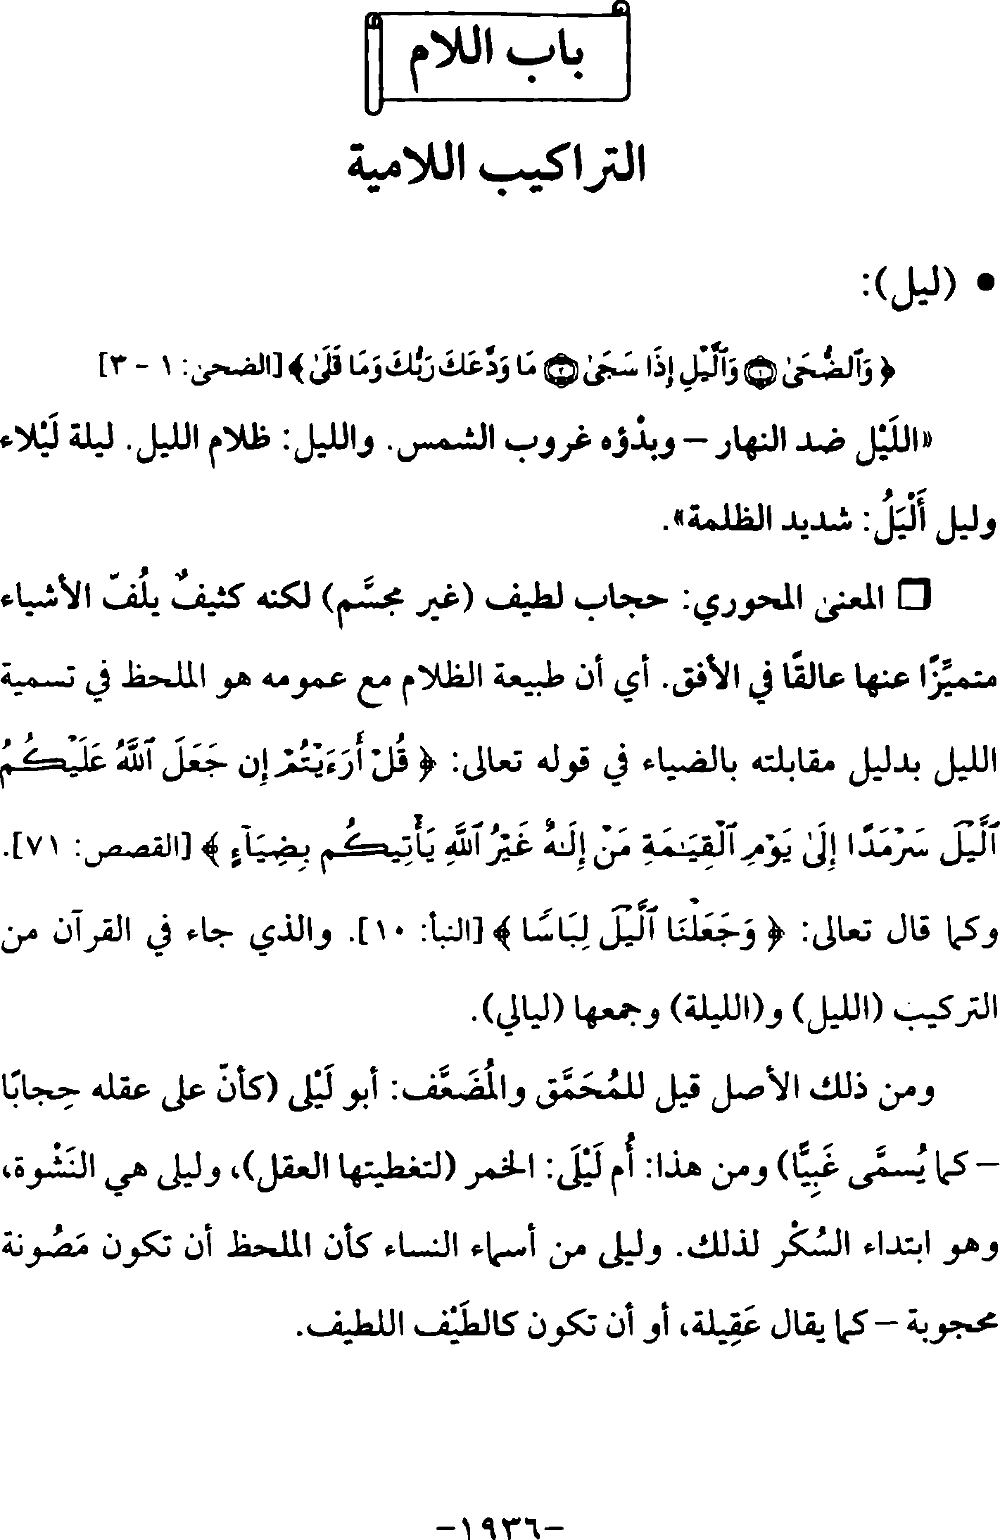 باب اللام
التراكيب اللامية
• (ليل):
﴿ وَٱلضُّحَىٰ ۝١ وَٱلَّيْلِ إِذَا سَجَىٰ ۝٢ مَا وَدَّعَكَ رَبُّكَ وَمَا قَلَىٰ ﴾ [الضحى: ١ - ٣]
«اللَيْل ضد النهار – وبدْؤه غروب الشمس. والليل: ظلام الليل. ليلة لَيْلاء
وليل أَلْيَلُ: شديد الظلمة».
❒ المعنى المحوري: حجاب لطيف (غير مجسَّم) لكنه كثيفٌ يلُفّ الأشياء
متميِّزًا عنها عالقًا في الأفق. أي أن طبيعة الظلام مع عمومه هو الملحظ في تسمية
الليل بدليل مقابلته بالضياء في قوله تعالى: ﴿ قُلْ أَرَءَيْتُمْ إِن جَعَلَ ٱللَّهُ عَلَيْكُمُ
ٱلَّيْلَ سَرْمَدًا إِلَىٰ يَوْمِ ٱلْقِيَـٰمَةِ مَنْ إِلَـٰهٌ غَيْرُ ٱللَّهِ يَأْتِيكُم بِضِيَآءٍ ﴾ [القصص: ٧١].
وكما قال تعالى: ﴿ وَجَعَلْنَا ٱلَّيْلَ لِبَاسًا ﴾ [النبأ: ١٠]. والذي جاء في القرآن من
التركيب (الليل) و(الليلة) وجمعها (ليالي).
ومن ذلك الأصل قيل للمُحَمَّق والمُضَعَّف: أبو لَيْلى (كأنّ على عقله حِجابًا
– كما يُسمَّى غَبِيًّا) ومن هذا: أُم لَيْلَى: الخمر (لتغطيتها العقل)، وليلى هي النَشْوة،
وهو ابتداء السُكْر لذلك. وليلى من أسماء النساء كأن الملحظ أن تكون مَصُونة
محجوبة – كما يقال عَقِيلة، أو أن تكون كالطَيْف اللطيف.
-١٩٣٦-